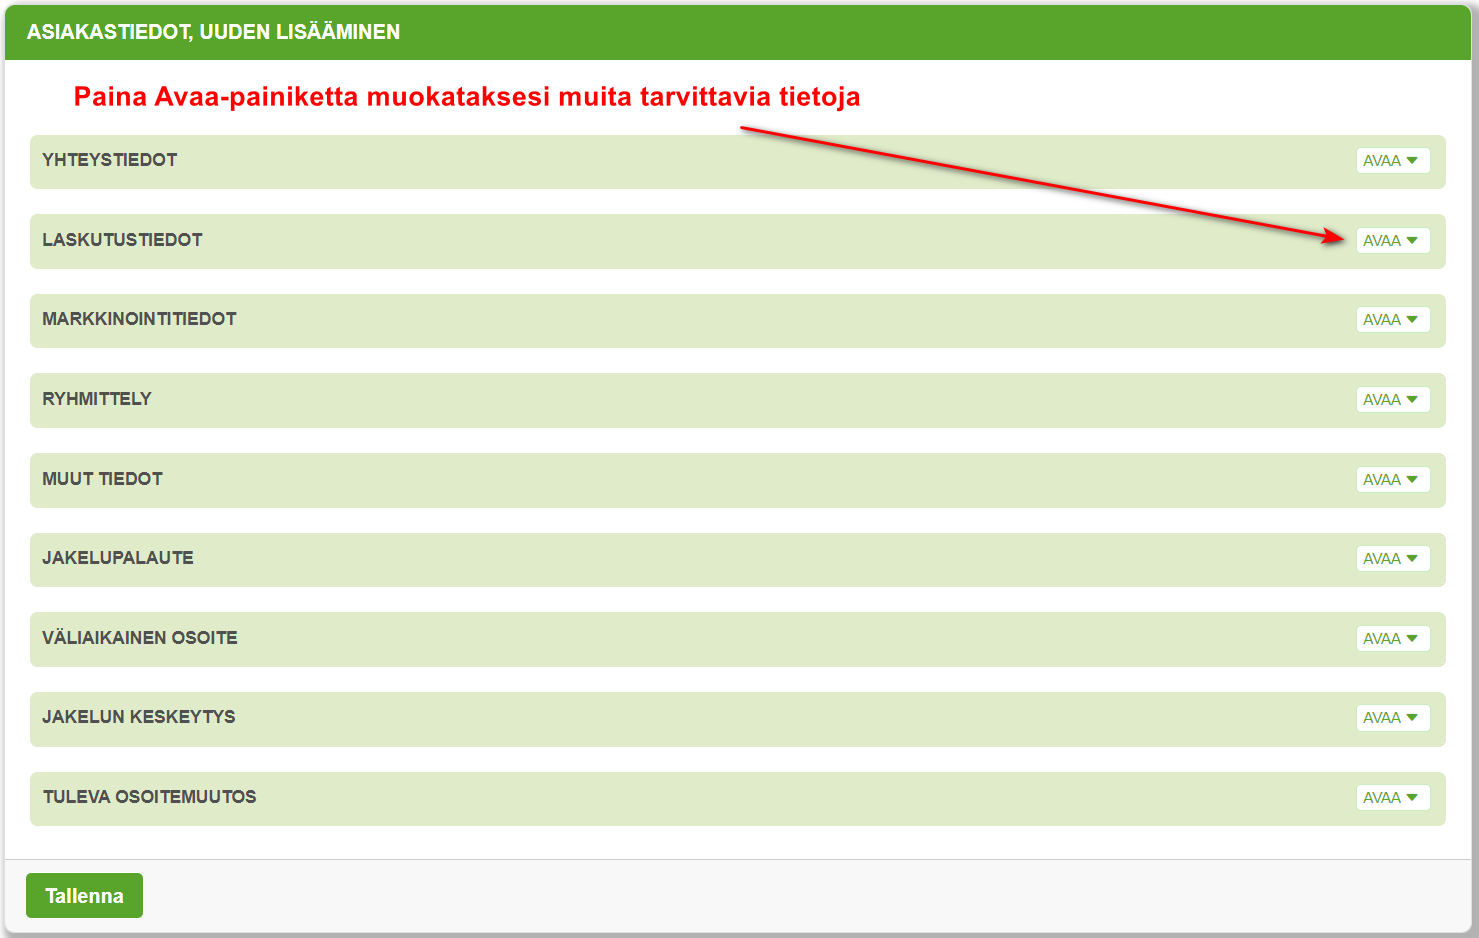 ASIAKASTIEDOT, UUDEN LISÄÄMINEN
Paina Avaa-painiketta muokataksesi muita tarvittavia tietoja
YHTEYSTIEDOT AVAA
LASKUTUSTIEDOT AVAA
MARKKINOINTITIEDOT AVAA
RYHMITTELY AVAA
MUUT TIEDOT AVAA
JAKELUPALAUTE AVAA
VÄLIAIKAINEN OSOITE AVAA
JAKELUN KESKEYTYS AVAA
TULEVA OSOITEMUUTOS AVAA
Tallenna